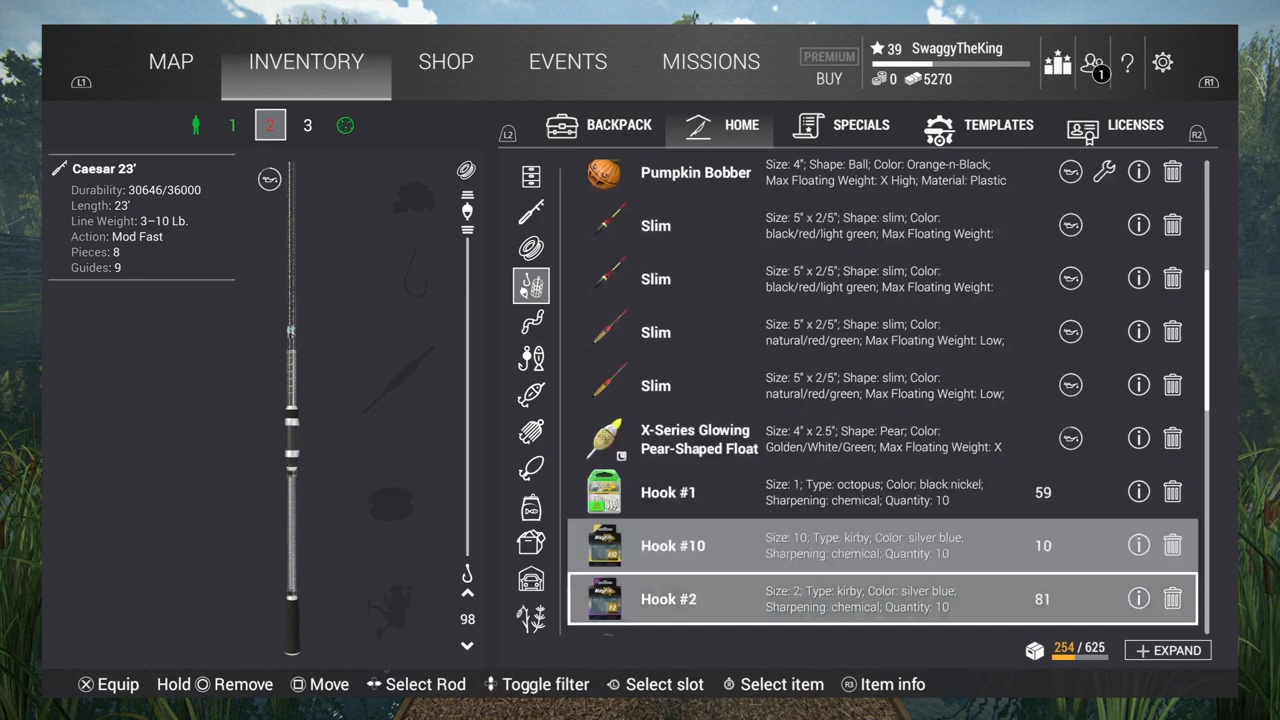 MAP
INVENTORY
SHOP
EVENTS
MISSIONS
PREMIUM
BUY
39 SwaggyTheKing
0 5270
1
?
L1
R1
1
2
3
L2
BACKPACK
HOME
SPECIALS
TEMPLATES
LICENSES
R2
Caesar 23'
Durability: 30646/36000
Length: 23'
Line Weight: 3–10 Lb.
Action: Mod Fast
Pieces: 8
Guides: 9
98
Pumpkin Bobber
Size: 4"; Shape: Ball; Color: Orange-n-Black;
Max Floating Weight: X High; Material: Plastic
Slim
Size: 5" x 2/5"; Shape: slim; Color:
black/red/light green; Max Floating Weight:
Slim
Size: 5" x 2/5"; Shape: slim; Color:
black/red/light green; Max Floating Weight:
Slim
Size: 5" x 2/5"; Shape: slim; Color:
natural/red/green; Max Floating Weight: Low;
Slim
Size: 5" x 2/5"; Shape: slim; Color:
natural/red/green; Max Floating Weight: Low;
X-Series Glowing
Pear-Shaped Float
Size: 4" x 2.5"; Shape: Pear; Color:
Golden/White/Green; Max Floating Weight: X
Hook #1
Size: 1; Type: octopus; Color: black nickel;
Sharpening: chemical; Quantity: 10
59
Hook #10
Size: 10; Type: kirby; Color: silver blue;
Sharpening: chemical; Quantity: 10
10
Hook #2
Size: 2; Type: kirby; Color: silver blue;
Sharpening: chemical; Quantity: 10
81
254 / 625
EXPAND
Equip
Hold Remove
Move
Select Rod
Toggle filter
Select slot
Select item
R3 Item info